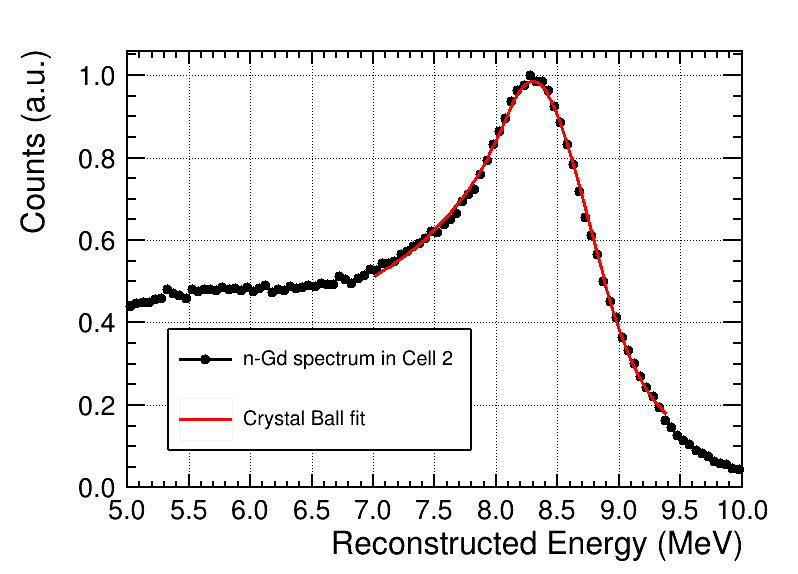 Counts (a.u.)
1.0
0.8
0.6
0.4
0.2
0.0
n-Gd spectrum in Cell 2
Crystal Ball fit
5.0 5.5 6.0 6.5 7.0 7.5 8.0 8.5 9.0 9.5 10.0
Reconstructed Energy (MeV)